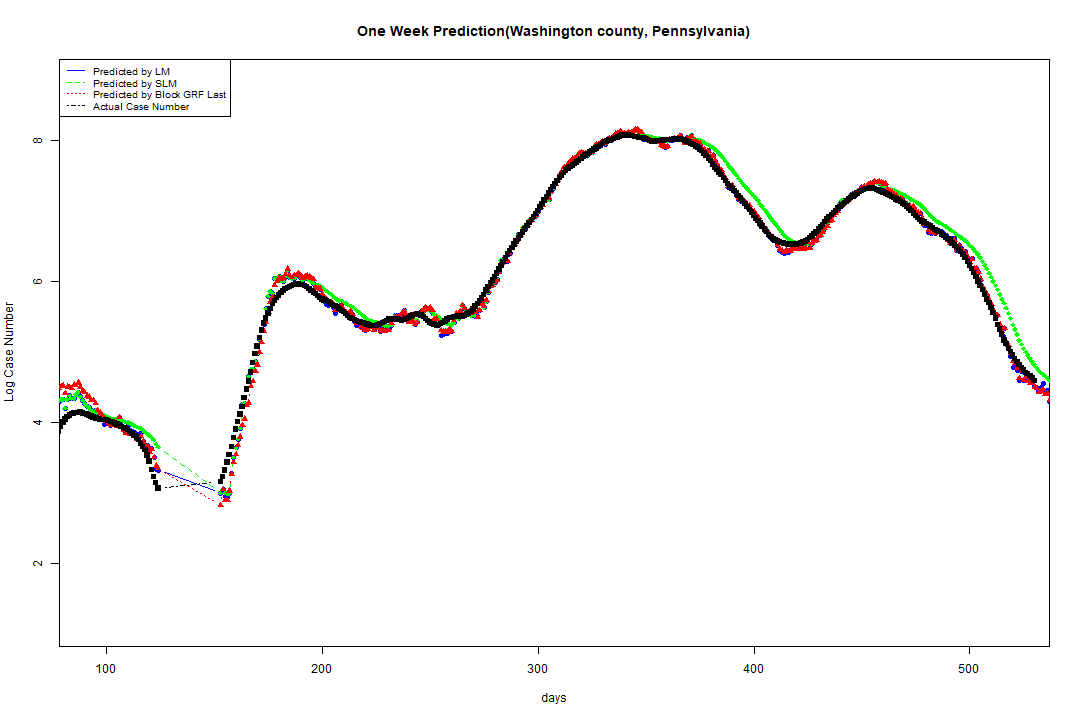 One Week Prediction(Washington county, Pennsylvania)
Predicted by LM
Predicted by SLM
Predicted by Block GRF Last
Actual Case Number
8
6
4
2
Log Case Number
100 200 300 400 500
days